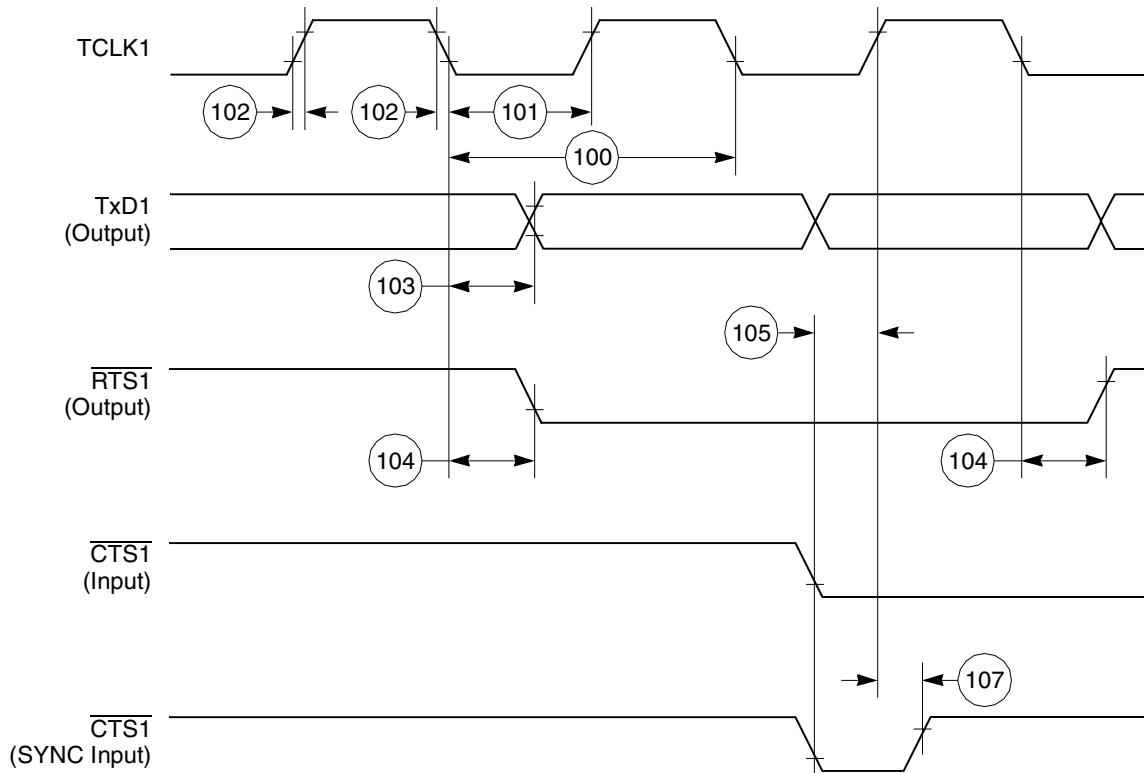 TCLK1
102
102
101
100
TxD1
(Output)
103
105
RTS1
(Output)
104
104
CTS1
(Input)
107
CTS1
(SYNC Input)